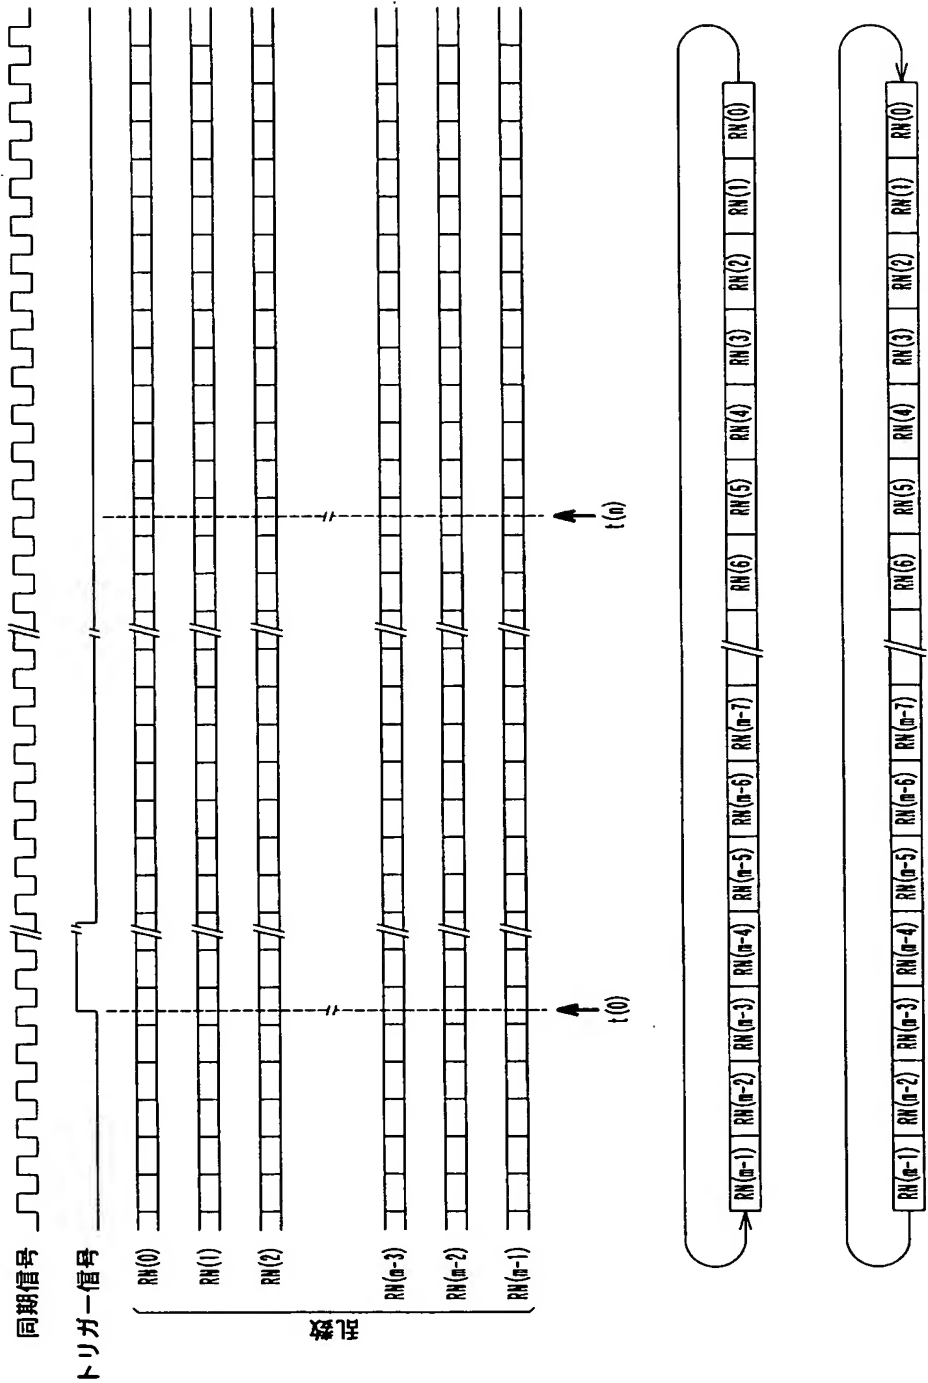 同期信号
トリガー信号
RN(0)
RN(1)
RN(2)
RN(m-3)
RN(m-2)
RN(m-1)
乱数
t(0)
t(n)
RN(m-1) RN(m-2) RN(m-3) RN(m-4) RN(m-5) RN(m-6) RN(m-7) RN(6) RN(5) RN(4) RN(3) RN(2) RN(1) RN(0)
RN(m-1) RN(m-2) RN(m-3) RN(m-4) RN(m-5) RN(m-6) RN(m-7) RN(6) RN(5) RN(4) RN(3) RN(2) RN(1) RN(0)